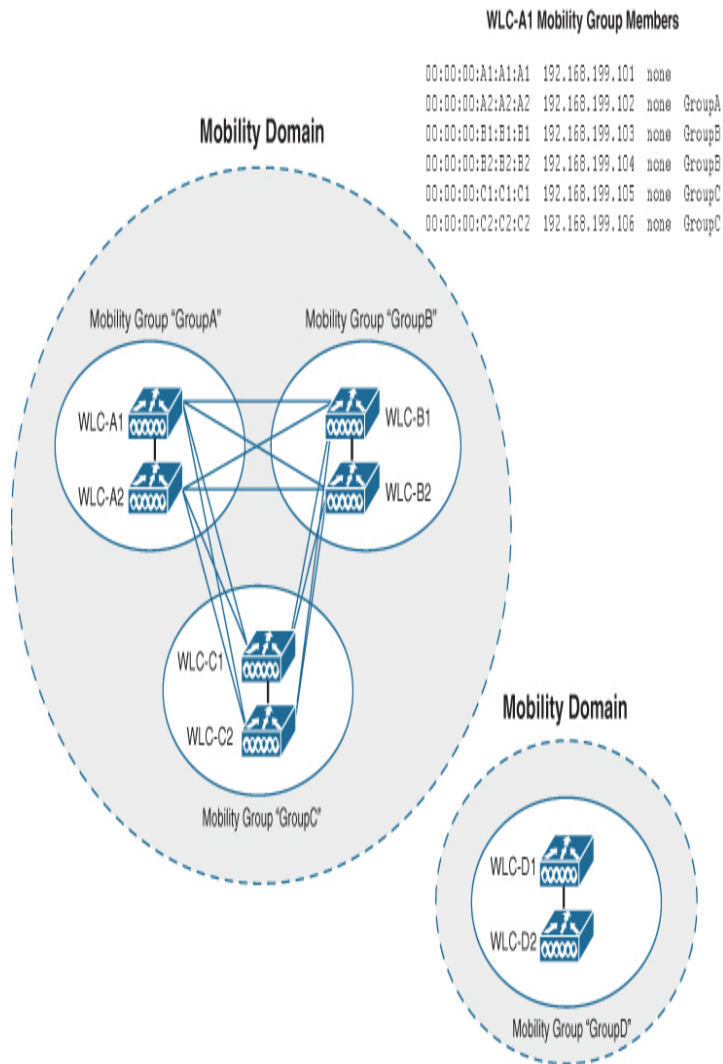 WLC-A1 Mobility Group Members
00:00:00:A1:A1:A1 192.168.199.101 none
00:00:00:A2:A2:A2 192.168.199.102 none GroupA
00:00:00:B1:B1:B1 192.168.199.103 none GroupB
00:00:00:B2:B2:B2 192.168.199.104 none GroupB
00:00:00:C1:C1:C1 192.168.199.105 none GroupC
00:00:00:C2:C2:C2 192.168.199.106 none GroupC
Mobility Domain
Mobility Group “GroupA”
Mobility Group “GroupB”
WLC-A1
WLC-B1
WLC-A2
WLC-B2
WLC-C1
WLC-C2
Mobility Group “GroupC”
Mobility Domain
WLC-D1
WLC-D2
Mobility Group “GroupD”